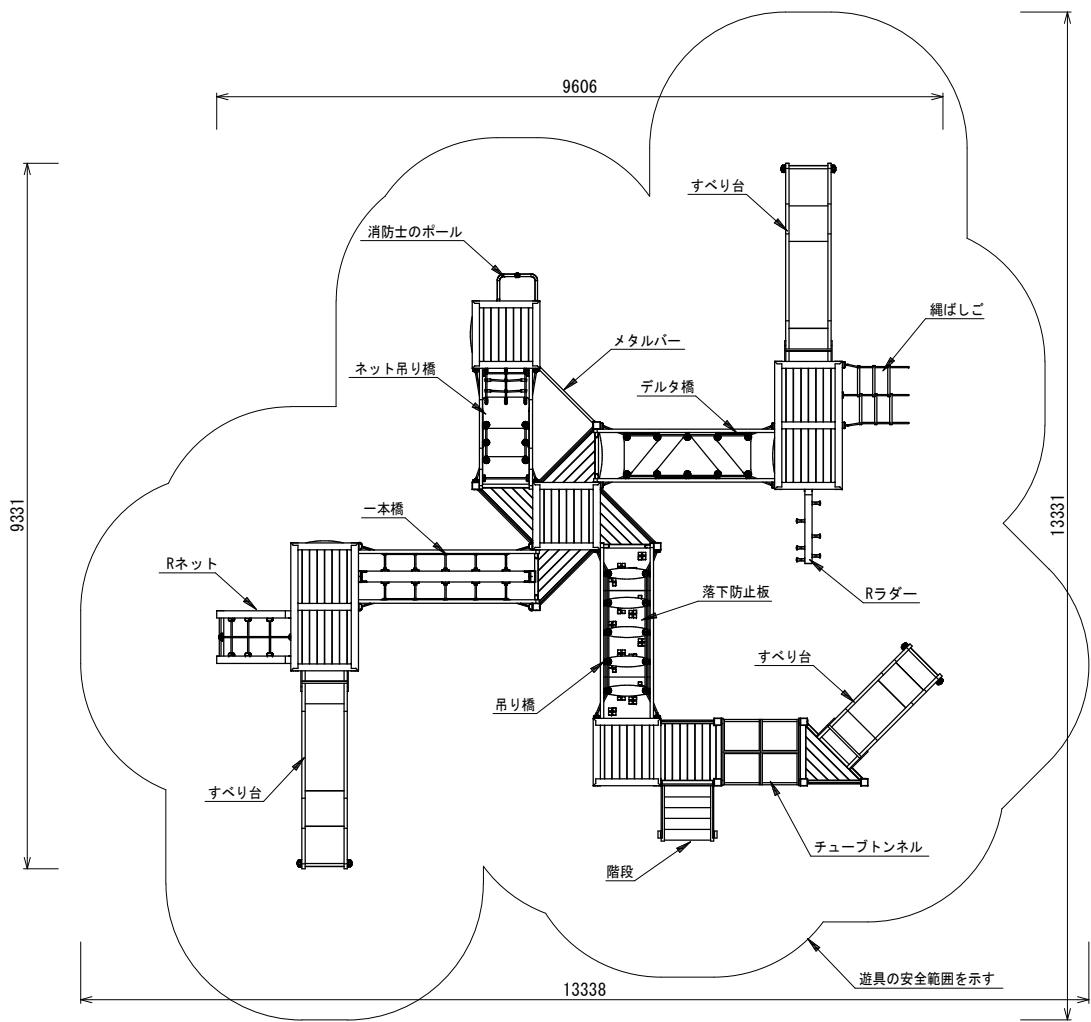 9606
すべり台
消防士のポール
縄ばしご
メタルバー
ネット吊り橋
デルタ橋
9331
13331
一本橋
Rネット
Rラダー
落下防止板
すべり台
吊り橋
すべり台
チューブトンネル
階段
遊具の安全範囲を示す
13338